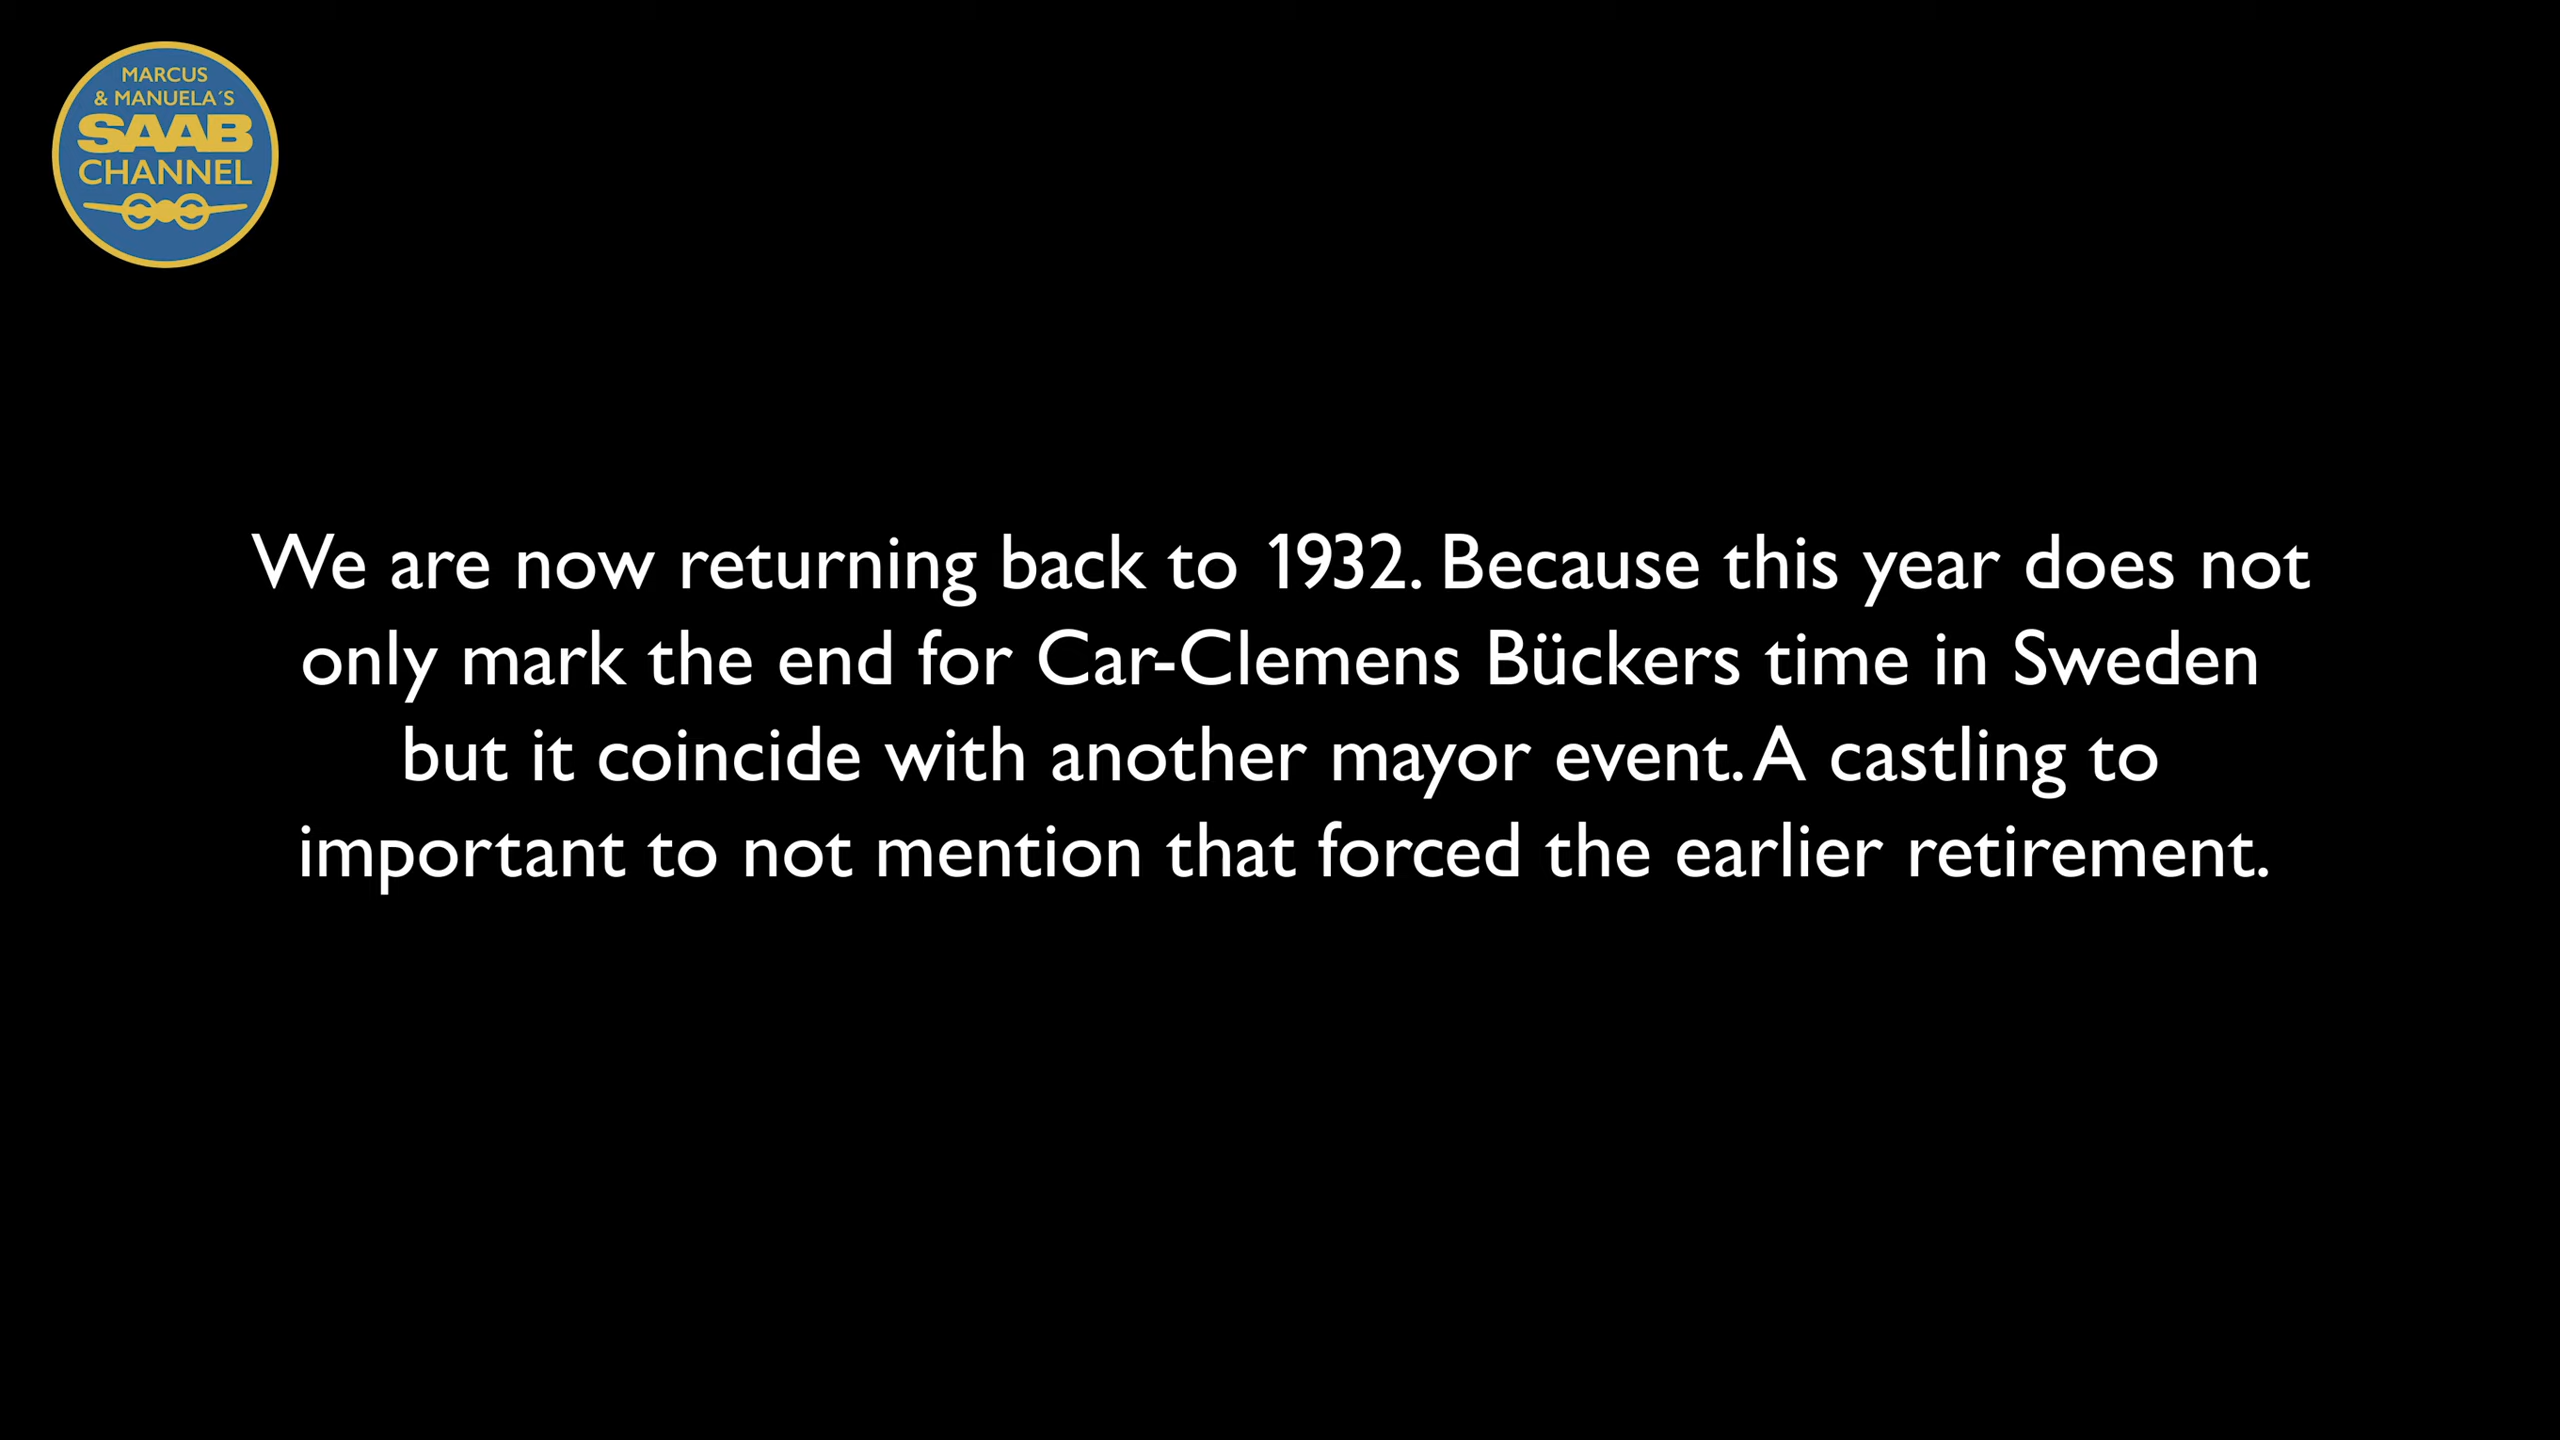 MARCUS
& MANUELA´S
SAAB
CHANNEL
We are now returning back to 1932. Because this year does not
only mark the end for Car-Clemens Bückers time in Sweden
but it coincide with another mayor event. A castling to
important to not mention that forced the earlier retirement.